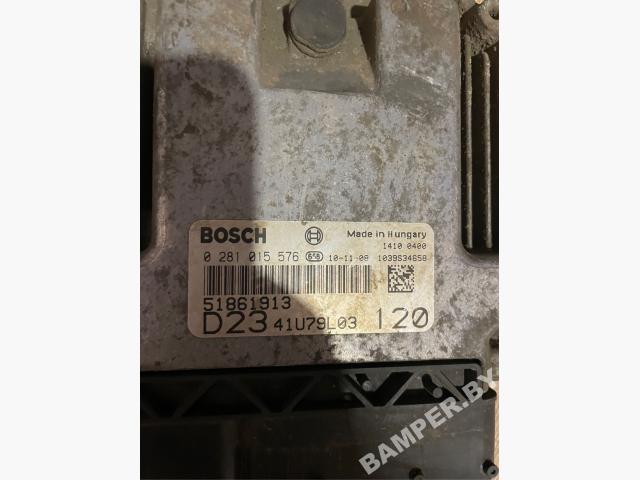 BOSCH Made in Hungary
1410 0400
0 281 015 576 656 10-11-08 1039S34658
51861913
D23 41U79L03 120
BAMPER.BY